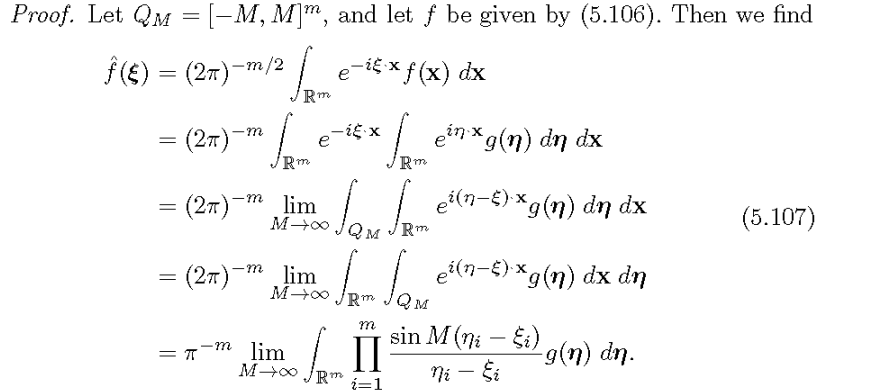 Proof. Let Q_M = [−M, M]^m, and let f be given by (5.106). Then we find
f̂(ξ) = (2π)^{−m/2} ∫_{ℝ^m} e^{−iξ·x} f(x) dx
= (2π)^{−m} ∫_{ℝ^m} e^{−iξ·x} ∫_{ℝ^m} e^{iη·x} g(η) dη dx
= (2π)^{−m} lim_{M→∞} ∫_{Q_M} ∫_{ℝ^m} e^{i(η−ξ)·x} g(η) dη dx
(5.107)
= (2π)^{−m} lim_{M→∞} ∫_{ℝ^m} ∫_{Q_M} e^{i(η−ξ)·x} g(η) dx dη
= π^{−m} lim_{M→∞} ∫_{ℝ^m} ∏_{i=1}^{m} \frac{sin M(η_i − ξ_i)}{η_i − ξ_i} g(η) dη.